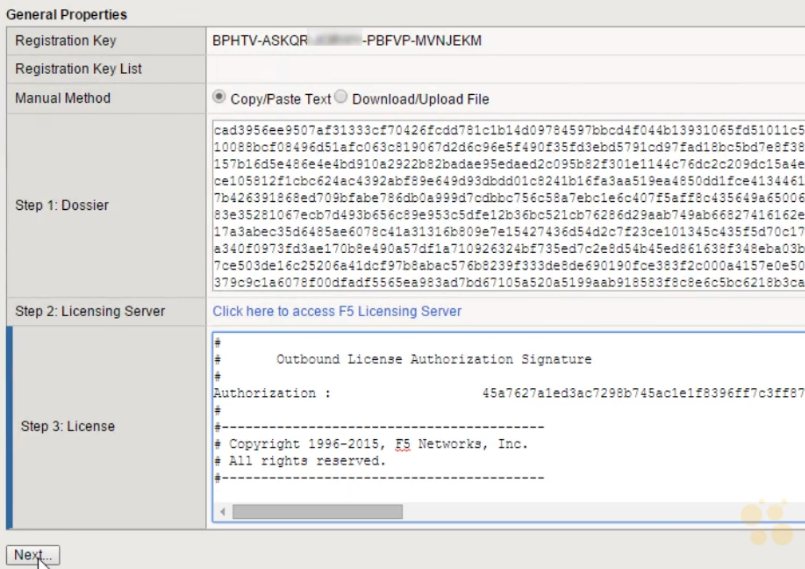 General Properties
Registration Key BPHTV-ASKQR -PBFVP-MVNJEKM
Registration Key List
Manual Method Copy/Paste Text Download/Upload File
Step 1: Dossier
cad3956ee9507af31333cf70426fcdd781c1b14d09784597bbcd4f044b13931065fd51011c5
10088bcf08496d51afc063c819067d2d6c96e5f490f35fd3ebd5791cd97fad18bc5bd7e8f38
157b16d5e486e4e4bd910a2922b82badae95edaed2c095b82f301e1144c76dc2c209dc15a4e
ce105812f1cbc624ac4392abf89e649d93dbdd01c8241b16fa3aa519ea4850dd1fce4134461
7b426391868ed709bfabe786db0a999d7cdbbc756c58a7ebc1e6c407f5aff8c435649a65006
83e35281067ecb7d493b656c89e953c5dfe12b36bc521cb76286d29aab749ab66827416162e
17a3abec35d6485ae6078c41a31316b809e7e15427436d54d2c7f23ce101345c435f5d70c17
a340f0973fd3ae170b8e490a57df1a710926324bf735ed7c2e8d54b45ed861638f348eba03b
7ce503de16c25206a41dcf97b8abac576b8239f333de8de690190fce383f2c000a4157e0e50
379c9c1a6078f00dfadf5565ea983ad7bd67105a520a5199aab918583f8c8e6c5bc6218b3ca
Step 2: Licensing Server Click here to access F5 Licensing Server
Step 3: License
#
# Outbound License Authorization Signature
#
Authorization : 45a7627a1ed3ac7298b745ac1e1f8396ff7c3ff87
#
#-----------------------------------------
# Copyright 1996-2015, F5 Networks, Inc.
# All rights reserved.
#-----------------------------------------
Next...